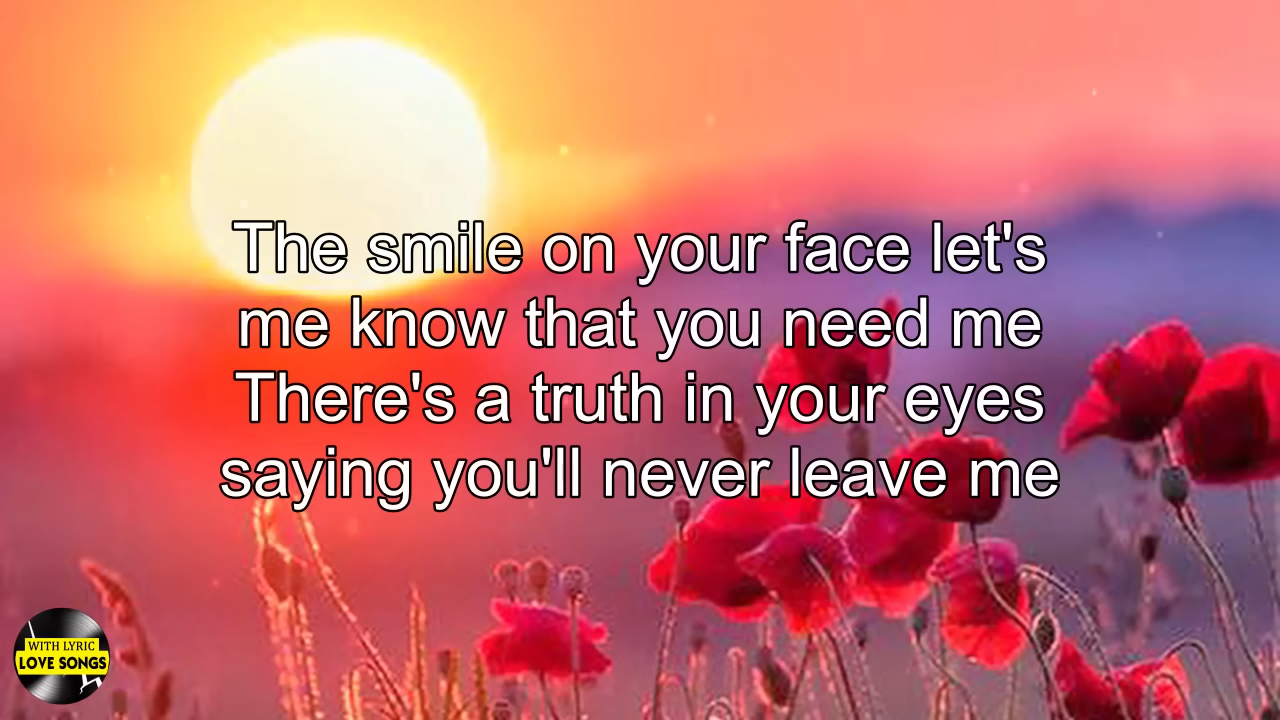 The smile on your face let's
me know that you need me
There's a truth in your eyes
saying you'll never leave me
WITH LYRIC
LOVE SONGS